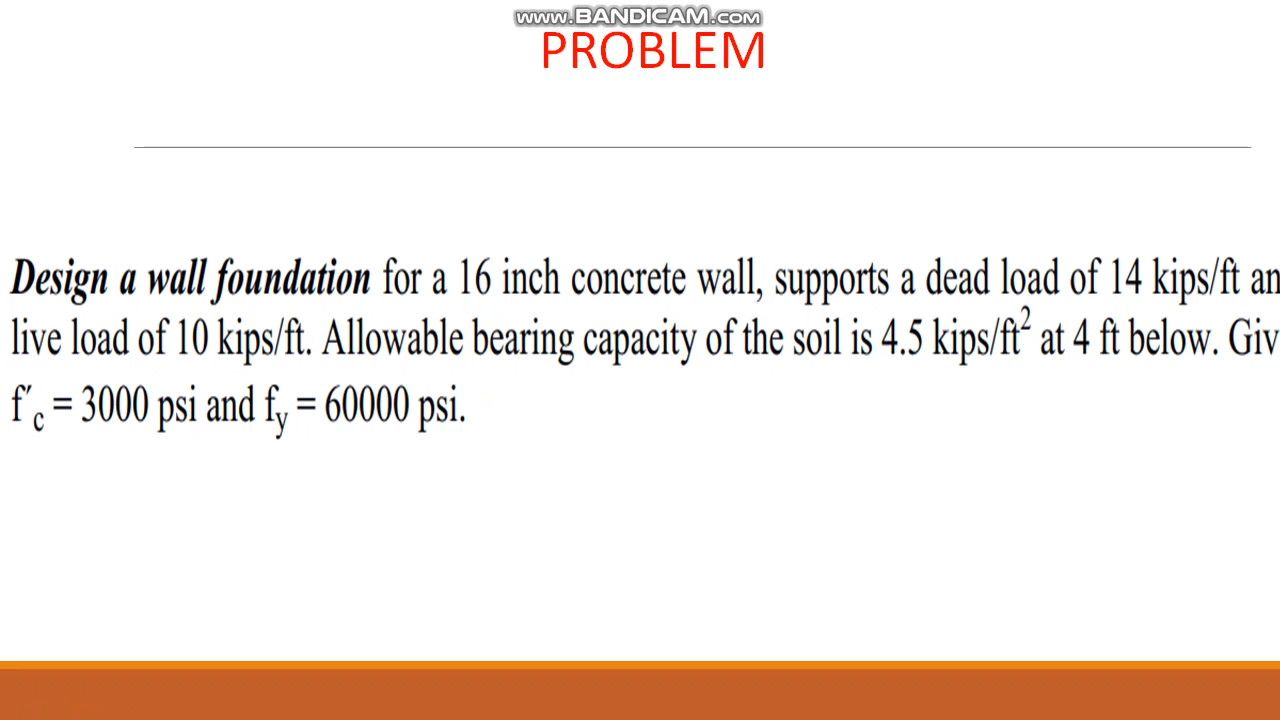 www.BANDICAM.com
PROBLEM
Design a wall foundation for a 16 inch concrete wall, supports a dead load of 14 kips/ft an
live load of 10 kips/ft. Allowable bearing capacity of the soil is 4.5 kips/ft² at 4 ft below. Giv
f′c = 3000 psi and fy = 60000 psi.